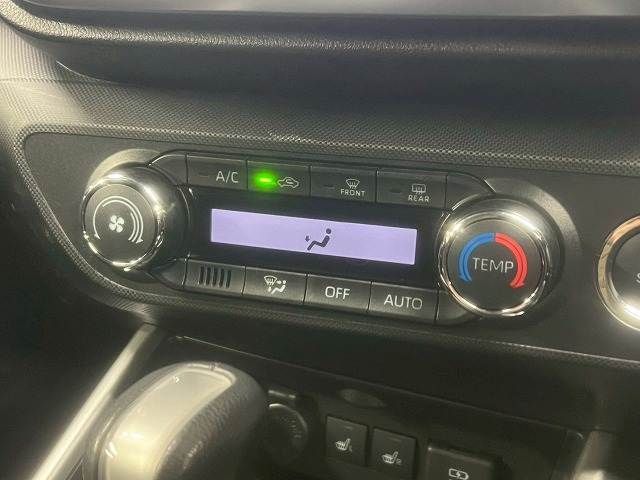 A/C
FRONT
REAR
TEMP
OFF
AUTO
L
R